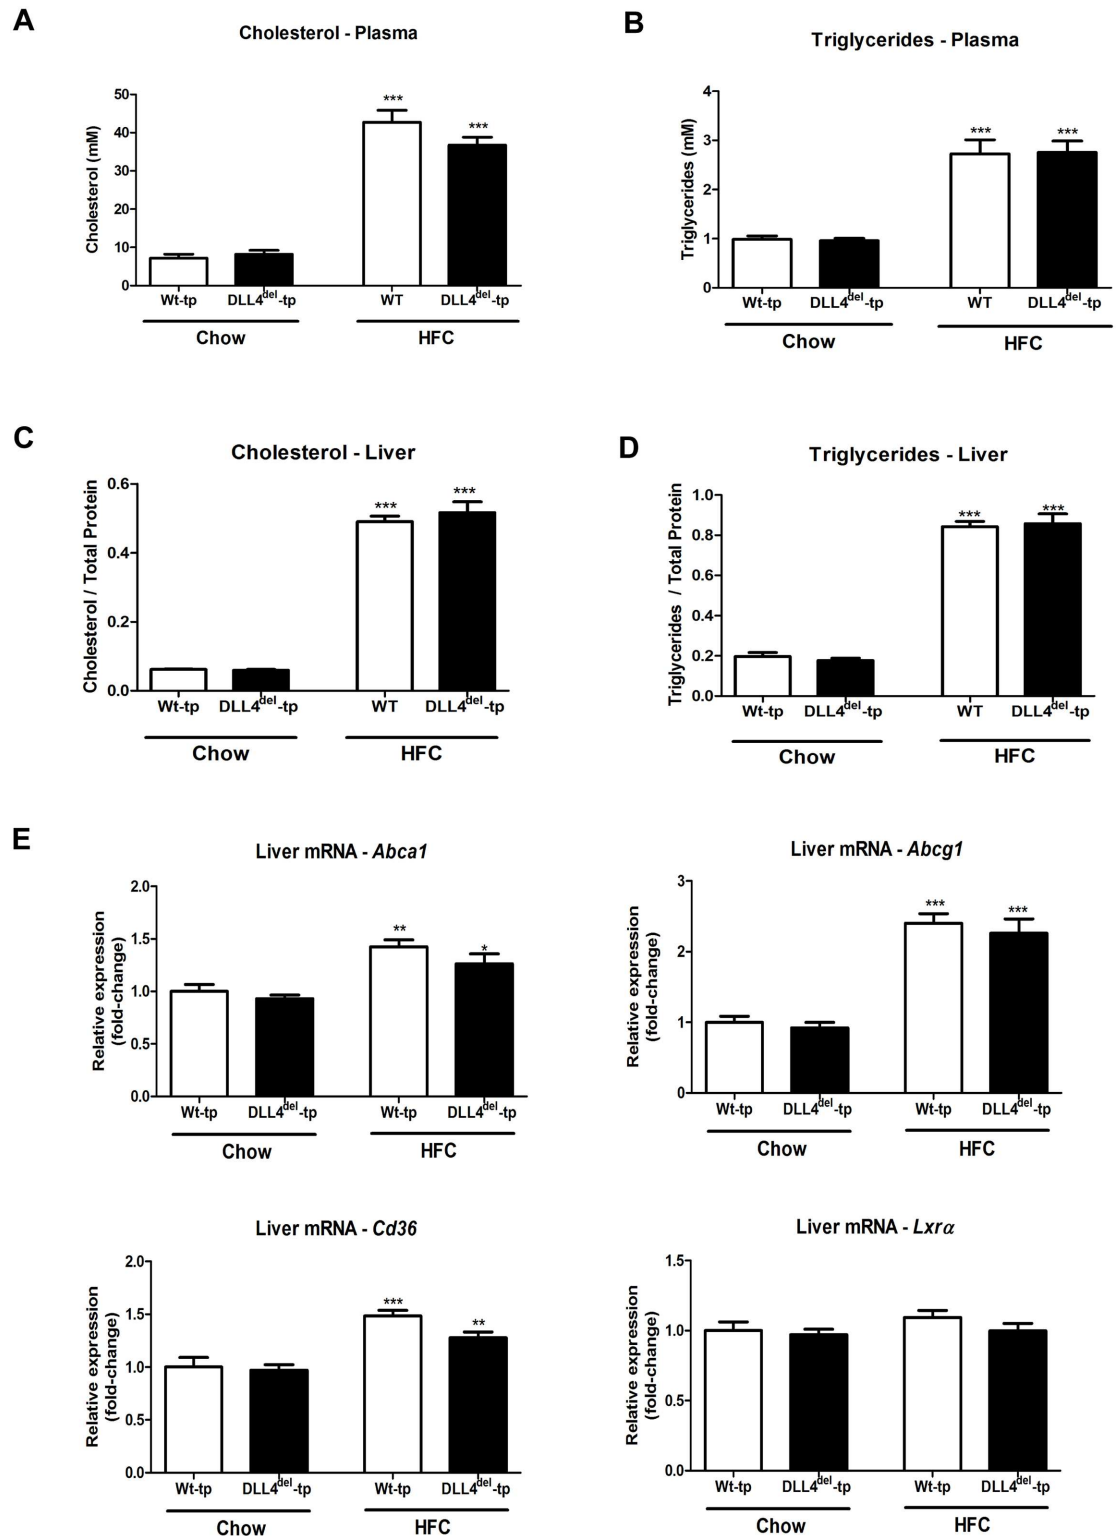 A
Cholesterol - Plasma
Cholesterol (mM)
50
40
30
20
10
0
***
***
Wt-tp
DLL4del-tp
WT
DLL4del-tp
Chow
HFC
B
Triglycerides - Plasma
Triglycerides (mM)
4
3
2
1
0
***
***
Wt-tp
DLL4del-tp
WT
DLL4del-tp
Chow
HFC
C
Cholesterol - Liver
Cholesterol / Total Protein
0.6
0.4
0.2
0.0
***
***
Wt-tp
DLL4del-tp
WT
DLL4del-tp
Chow
HFC
D
Triglycerides - Liver
Triglycerides / Total Protein
1.0
0.8
0.6
0.4
0.2
0.0
***
***
Wt-tp
DLL4del-tp
WT
DLL4del-tp
Chow
HFC
E
Liver mRNA - Abca1
Relative expression
(fold-change)
2.0
1.5
1.0
0.5
0.0
**
*
Wt-tp
DLL4del-tp
Wt-tp
DLL4del-tp
Chow
HFC
Liver mRNA - Abcg1
Relative expression
(fold-change)
3
2
1
0
***
***
Wt-tp
DLL4del-tp
Wt-tp
DLL4del-tp
Chow
HFC
Liver mRNA - Cd36
Relative expression
(fold-change)
2.0
1.5
1.0
0.5
0.0
***
**
Wt-tp
DLL4del-tp
Wt-tp
DLL4del-tp
Chow
HFC
Liver mRNA - Lxrα
Relative expression
(fold-change)
1.5
1.0
0.5
0.0
Wt-tp
DLL4del-tp
Wt-tp
DLL4del-tp
Chow
HFC